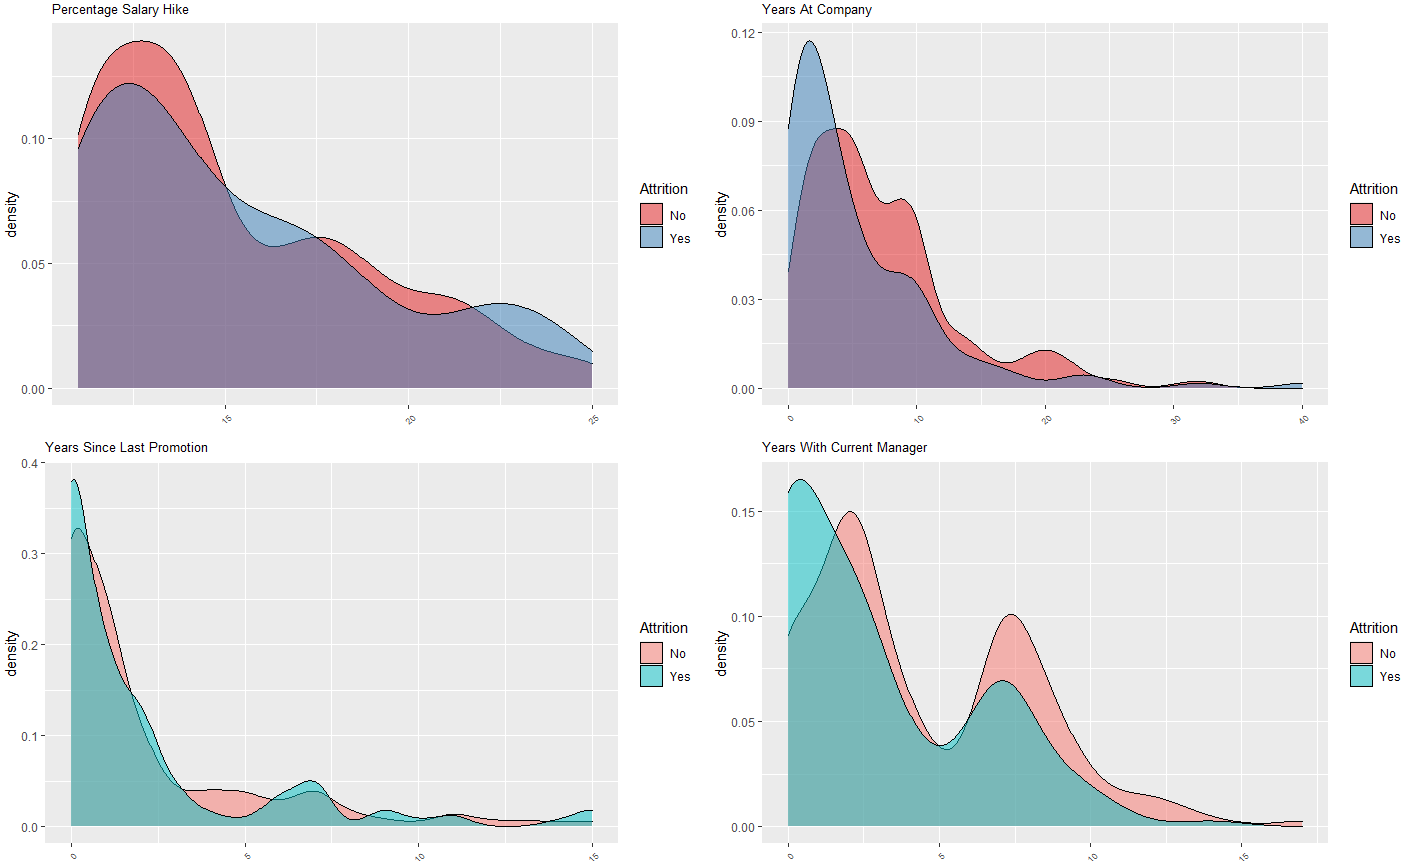 Percentage Salary Hike
density
0.10
0.05
0.00
15
20
25
Attrition
No
Yes
Years At Company
density
0.12
0.09
0.06
0.03
0.00
0
10
20
30
40
Attrition
No
Yes
Years Since Last Promotion
density
0.4
0.3
0.2
0.1
0.0
0
5
10
15
Attrition
No
Yes
Years With Current Manager
density
0.15
0.10
0.05
0.00
0
5
10
15
Attrition
No
Yes